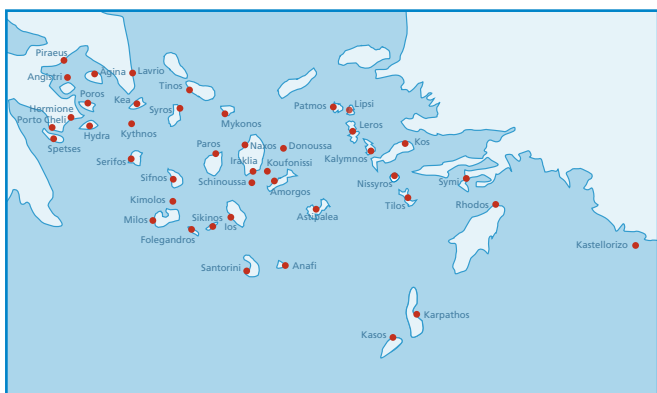 Piraeus
Angistri
Agina
Lavrio
Tinos
Poros
Kea
Syros
Mykonos
Patmos
Lipsi
Hermione
Porto Cheli
Hydra
Kythnos
Leros
Spetses
Serifos
Paros
Naxos
Donoussa
Kos
Iraklia
Koufonissi
Kalymnos
Sifnos
Schinoussa
Amorgos
Nissyros
Symi
Kimolos
Tilos
Rhodos
Milos
Sikinos
Ios
Astipalea
Folegandros
Kastellorizo
Santorini
Anafi
Karpathos
Kasos